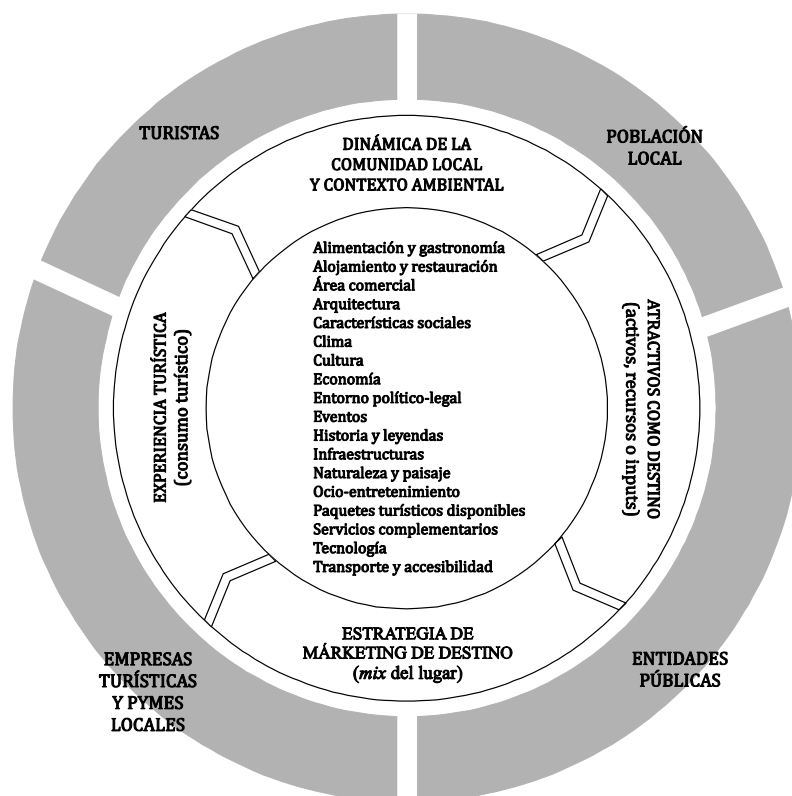 TURISTAS
POBLACIÓN
LOCAL
DINÁMICA DE LA
COMUNIDAD LOCAL
Y CONTEXTO AMBIENTAL
EXPERIENCIA TURÍSTICA
(consumo turístico)
Alimentación y gastronomía
Alojamiento y restauración
Área comercial
Arquitectura
Características sociales
Clima
Cultura
Economía
Entorno político-legal
Eventos
Historia y leyendas
Infraestructuras
Naturaleza y paisaje
Ocio-entretenimiento
Paquetes turísticos disponibles
Servicios complementarios
Tecnología
Transporte y accesibilidad
ATRACTIVOS COMO DESTINO
(activos, recursos o inputs)
ESTRATEGIA DE
MÁRKETING DE DESTINO
(mix del lugar)
EMPRESAS
TURÍSTICAS
Y PYMES
LOCALES
ENTIDADES
PÚBLICAS